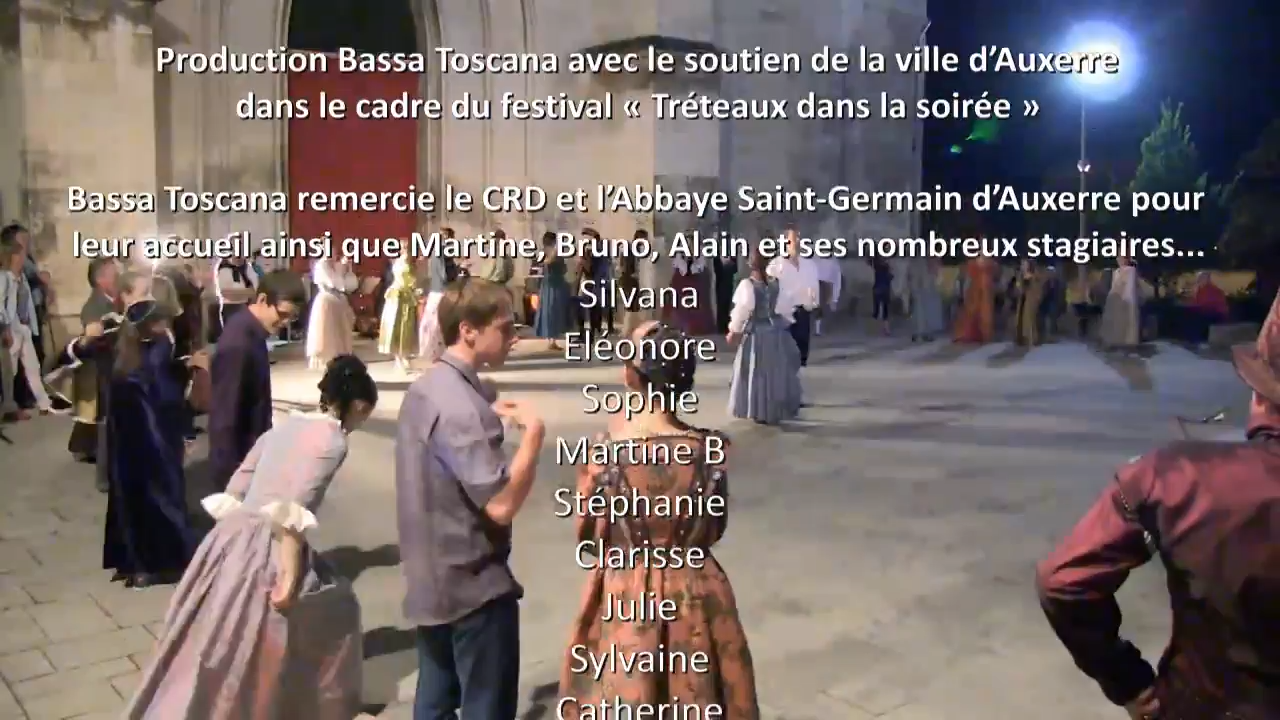 Production Bassa Toscana avec le soutien de la ville d’Auxerre
dans le cadre du festival « Tréteaux dans la soirée »
Bassa Toscana remercie le CRD et l’Abbaye Saint-Germain d’Auxerre pour
leur accueil ainsi que Martine, Bruno, Alain et ses nombreux stagiaires...
Silvana
Eléonore
Sophie
Martine B
Stéphanie
Clarisse
Julie
Sylvaine
Catherine